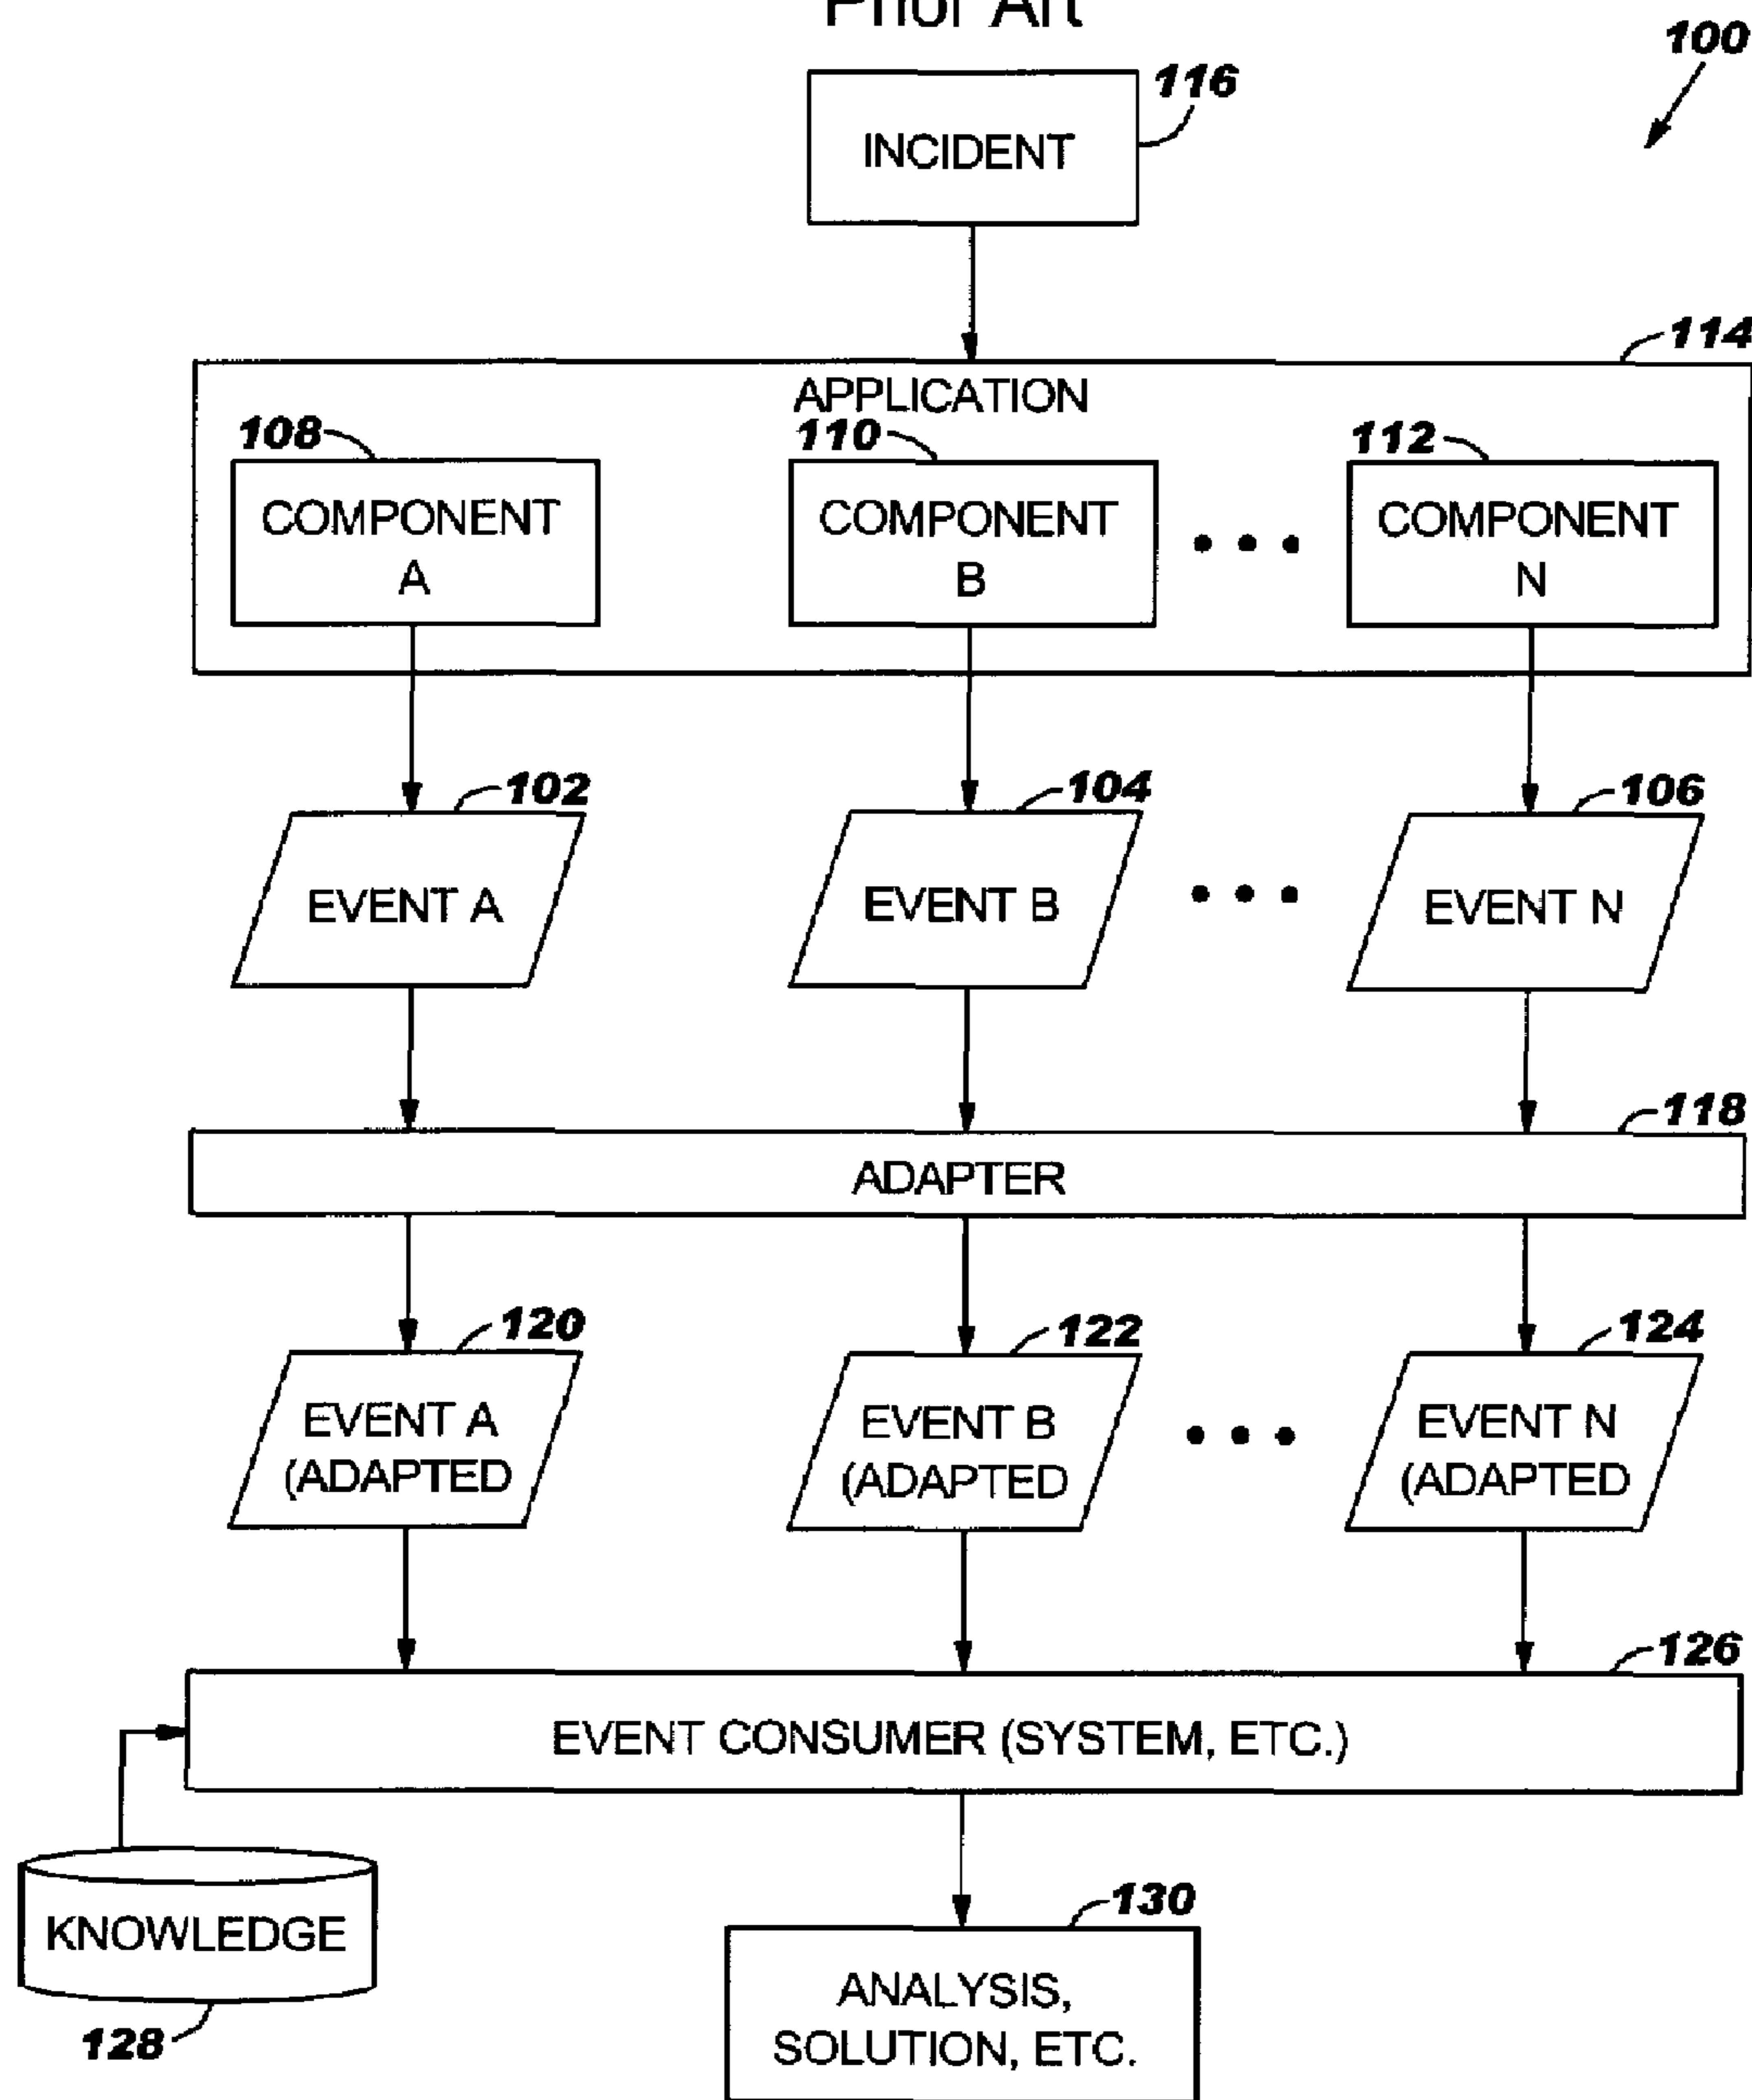 Prior Art
100
116
INCIDENT
114
APPLICATION
108
110
112
COMPONENT
A
COMPONENT
B
COMPONENT
N
102
104
106
EVENT A
EVENT B
EVENT N
118
ADAPTER
120
122
124
EVENT A
(ADAPTED
EVENT B
(ADAPTED
EVENT N
(ADAPTED
126
EVENT CONSUMER (SYSTEM, ETC.)
KNOWLEDGE
128
130
ANALYSIS,
SOLUTION, ETC.